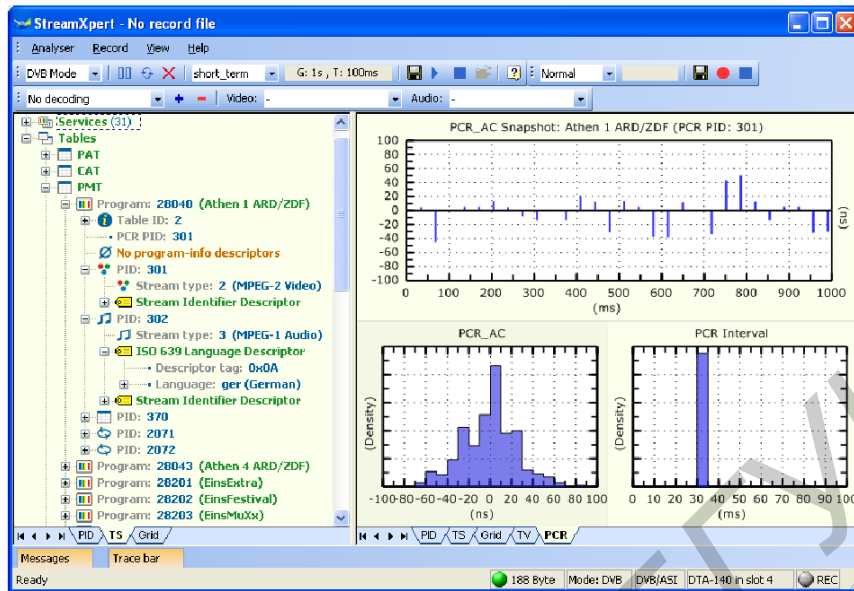 StreamXpert - No record file
Analyser Record View Help
DVB Mode short_term G: 1s , T: 100ms Normal
No decoding Video: - Audio: -
Services (31)
Tables
PAT
CAT
PMT
Program: 28040 (Athen 1 ARD/ZDF)
Table ID: 2
PCR PID: 301
No program-info descriptors
PID: 301
Stream type: 2 (MPEG-2 Video)
Stream Identifier Descriptor
PID: 302
Stream type: 3 (MPEG-1 Audio)
ISO 639 Language Descriptor
Descriptor tag: 0x0A
Language: ger (German)
Stream Identifier Descriptor
PID: 370
PID: 2071
PID: 2072
Program: 28043 (Athen 4 ARD/ZDF)
Program: 28201 (EinsExtra)
Program: 28202 (EinsFestival)
Program: 28203 (EinsMuXx)
PID TS Grid
PCR_AC Snapshot: Athen 1 ARD/ZDF (PCR PID: 301)
100
80
60
40
20
0
-20
-40
-60
-80
-100
(ns)
0 100 200 300 400 500 600 700 800 900 1000
(ms)
PCR_AC
(Density)
-100-80-60-40-20 0 20 40 60 80 100
(ns)
PCR Interval
(Density)
0 10 20 30 40 50 60 70 80 90 100
(ms)
PID TS Grid TV PCR
Messages Trace bar
Ready 188 Byte Mode: DVB DVB/ASI DTA-140 in slot 4 REC